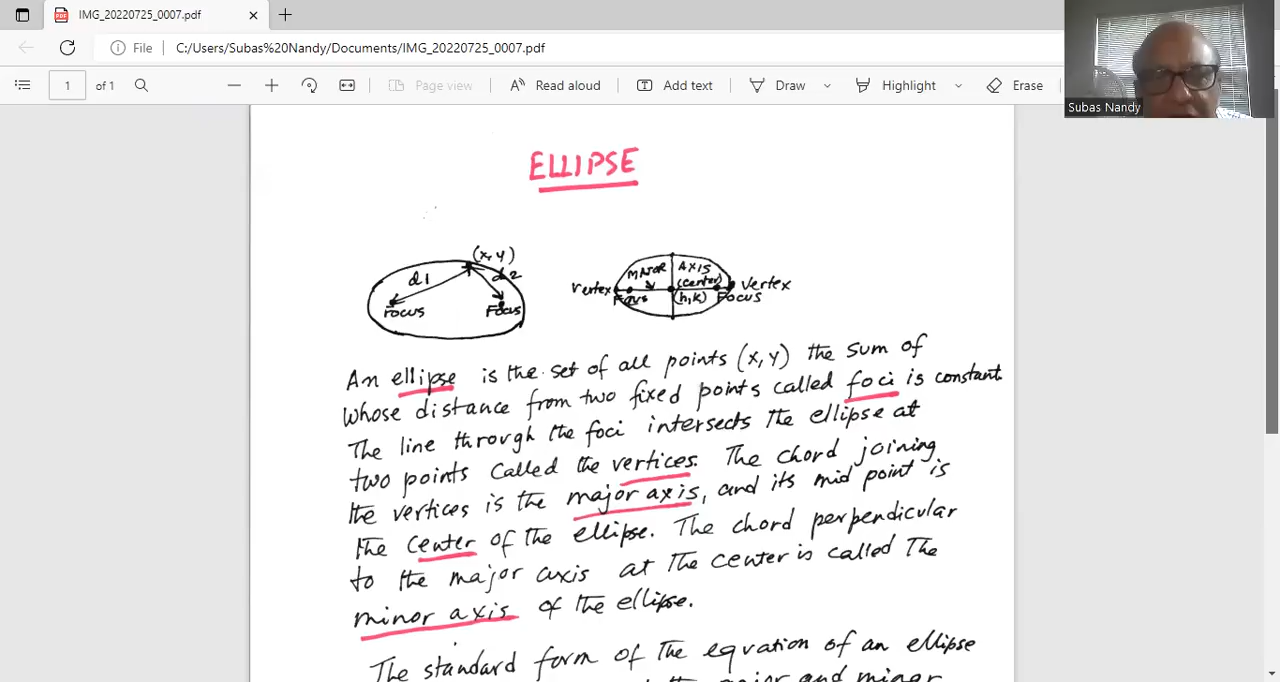 IMG_20220725_0007.pdf
File
C:/Users/Subas%20Nandy/Documents/IMG_20220725_0007.pdf
1
of 1
Page view
Read aloud
Add text
Draw
Highlight
Erase
Subas Nandy
ELLIPSE
(x,y)
d1
d2
Focus
Focus
MAJOR AXIS
Vertex
(center)
Vertex
Focus
(h,k)
Focus
An ellipse is the set of all points (x,y) the sum of
whose distance from two fixed points called foci is constant.
The line through the foci intersects the ellipse at
two points called the vertices. The chord joining
the vertices is the major axis, and its mid point is
the center of the ellipse. The chord perpendicular
to the major axis at the center is called the
minor axis of the ellipse.
The standard form of the equation of an ellipse
the major and minor